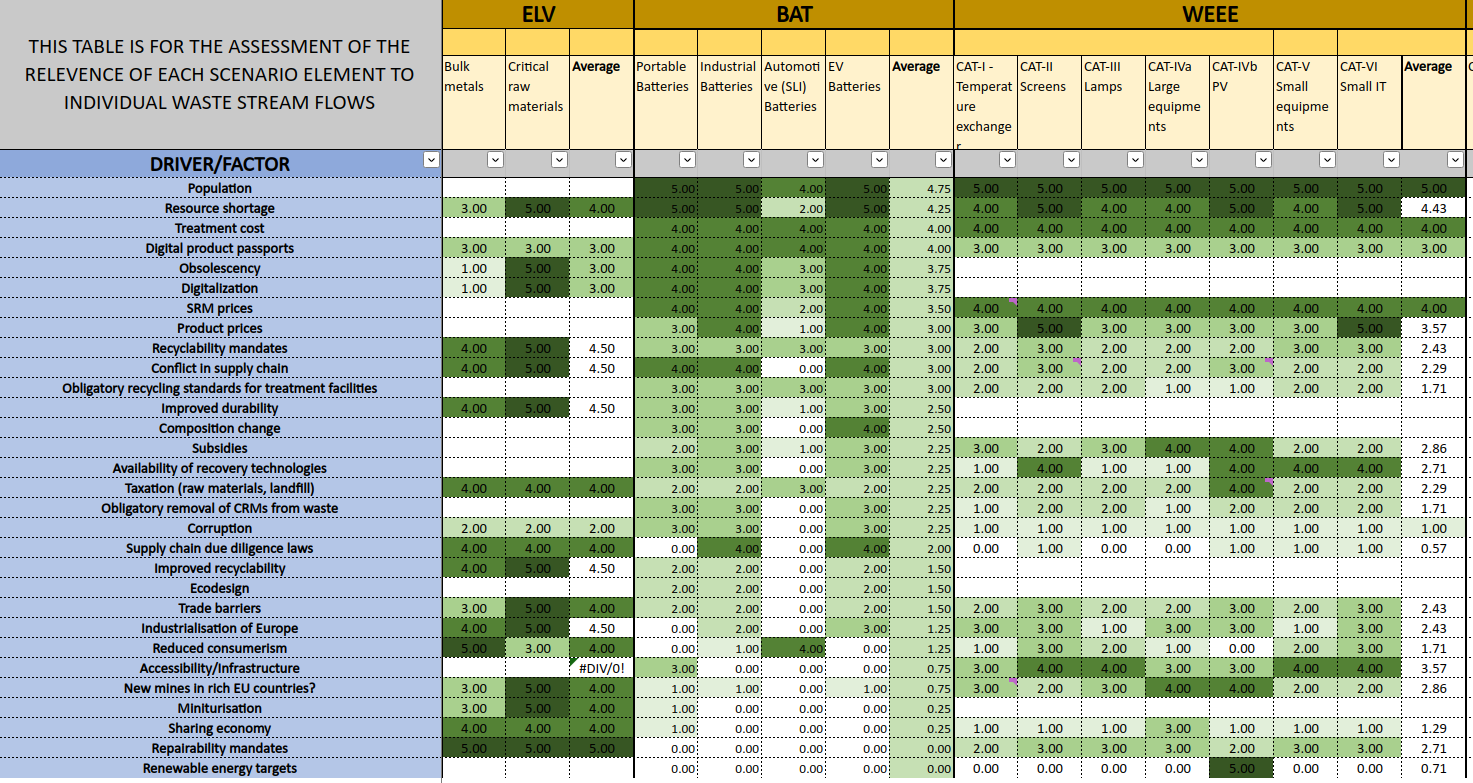 ELV BAT WEEE
THIS TABLE IS FOR THE ASSESSMENT OF THE
RELEVENCE OF EACH SCENARIO ELEMENT TO
INDIVIDUAL WASTE STREAM FLOWS
Bulk
metals
Critical
raw
materials
Average
Portable
Batteries
Industrial
Batteries
Automoti
ve (SLI)
Batteries
EV
Batteries
Average
CAT-I -
Temperat
ure
exchange
r
CAT-II
Screens
CAT-III
Lamps
CAT-IVa
Large
equipme
nts
CAT-IVb
PV
CAT-V
Small
equipme
nts
CAT-VI
Small IT
Average
DRIVER/FACTOR
Population 5.00 5.00 4.00 5.00 4.75 5.00 5.00 5.00 5.00 5.00 5.00 5.00 5.00
Resource shortage 3.00 5.00 4.00 5.00 5.00 2.00 5.00 4.25 4.00 5.00 4.00 4.00 5.00 4.00 5.00 4.43
Treatment cost 4.00 4.00 4.00 4.00 4.00 4.00 4.00 4.00 4.00 4.00 4.00 4.00 4.00
Digital product passports 3.00 3.00 3.00 4.00 4.00 4.00 4.00 4.00 3.00 3.00 3.00 3.00 3.00 3.00 3.00 3.00
Obsolescency 1.00 5.00 3.00 4.00 4.00 3.00 4.00 3.75
Digitalization 1.00 5.00 3.00 4.00 4.00 3.00 4.00 3.75
SRM prices 4.00 4.00 2.00 4.00 3.50 4.00 4.00 4.00 4.00 4.00 4.00 4.00 4.00
Product prices 3.00 4.00 1.00 4.00 3.00 3.00 5.00 3.00 3.00 3.00 3.00 5.00 3.57
Recyclability mandates 4.00 5.00 4.50 3.00 3.00 3.00 3.00 3.00 2.00 3.00 2.00 2.00 2.00 3.00 3.00 2.43
Conflict in supply chain 4.00 5.00 4.50 4.00 4.00 0.00 4.00 3.00 2.00 3.00 2.00 2.00 3.00 2.00 2.00 2.29
Obligatory recycling standards for treatment facilities 3.00 3.00 3.00 3.00 3.00 2.00 2.00 2.00 1.00 1.00 2.00 2.00 1.71
Improved durability 4.00 5.00 4.50 3.00 3.00 1.00 3.00 2.50
Composition change 3.00 3.00 0.00 4.00 2.50
Subsidies 2.00 3.00 1.00 3.00 2.25 3.00 2.00 3.00 4.00 4.00 2.00 2.00 2.86
Availability of recovery technologies 3.00 3.00 0.00 3.00 2.25 1.00 4.00 1.00 1.00 4.00 4.00 4.00 2.71
Taxation (raw materials, landfill) 4.00 4.00 4.00 2.00 2.00 3.00 2.00 2.25 2.00 2.00 2.00 2.00 4.00 2.00 2.00 2.29
Obligatory removal of CRMs from waste 3.00 3.00 0.00 3.00 2.25 1.00 2.00 1.00 2.00 2.00 2.00 2.00 1.71
Corruption 2.00 2.00 2.00 3.00 3.00 0.00 3.00 2.25 1.00 1.00 1.00 1.00 1.00 1.00 1.00 1.00
Supply chain due diligence laws 4.00 4.00 4.00 0.00 4.00 0.00 4.00 2.00 0.00 1.00 0.00 0.00 1.00 1.00 1.00 0.57
Improved recyclability 4.00 5.00 4.50 2.00 2.00 0.00 2.00 1.50
Ecodesign 2.00 2.00 0.00 2.00 1.50
Trade barriers 3.00 5.00 4.00 2.00 2.00 0.00 2.00 1.50 2.00 3.00 2.00 2.00 3.00 2.00 3.00 2.43
Industrialisation of Europe 4.00 5.00 4.50 0.00 2.00 0.00 3.00 1.25 3.00 3.00 1.00 3.00 3.00 1.00 3.00 2.43
Reduced consumerism 5.00 3.00 4.00 0.00 1.00 4.00 0.00 1.25 1.00 3.00 2.00 1.00 0.00 2.00 3.00 1.71
Accessibility/Infrastructure #DIV/0! 3.00 0.00 0.00 0.00 0.75 3.00 4.00 4.00 3.00 3.00 4.00 4.00 3.57
New mines in rich EU countries? 3.00 5.00 4.00 1.00 1.00 0.00 1.00 0.75 3.00 2.00 3.00 4.00 4.00 2.00 2.00 2.86
Miniturisation 3.00 5.00 4.00 1.00 0.00 0.00 0.00 0.25
Sharing economy 4.00 4.00 4.00 1.00 0.00 0.00 0.00 0.25 1.00 1.00 1.00 3.00 1.00 1.00 1.00 1.29
Repairability mandates 5.00 5.00 5.00 0.00 0.00 0.00 0.00 0.00 2.00 3.00 3.00 3.00 2.00 3.00 3.00 2.71
Renewable energy targets 0.00 0.00 0.00 0.00 0.00 0.00 0.00 0.00 0.00 5.00 0.00 0.00 0.71